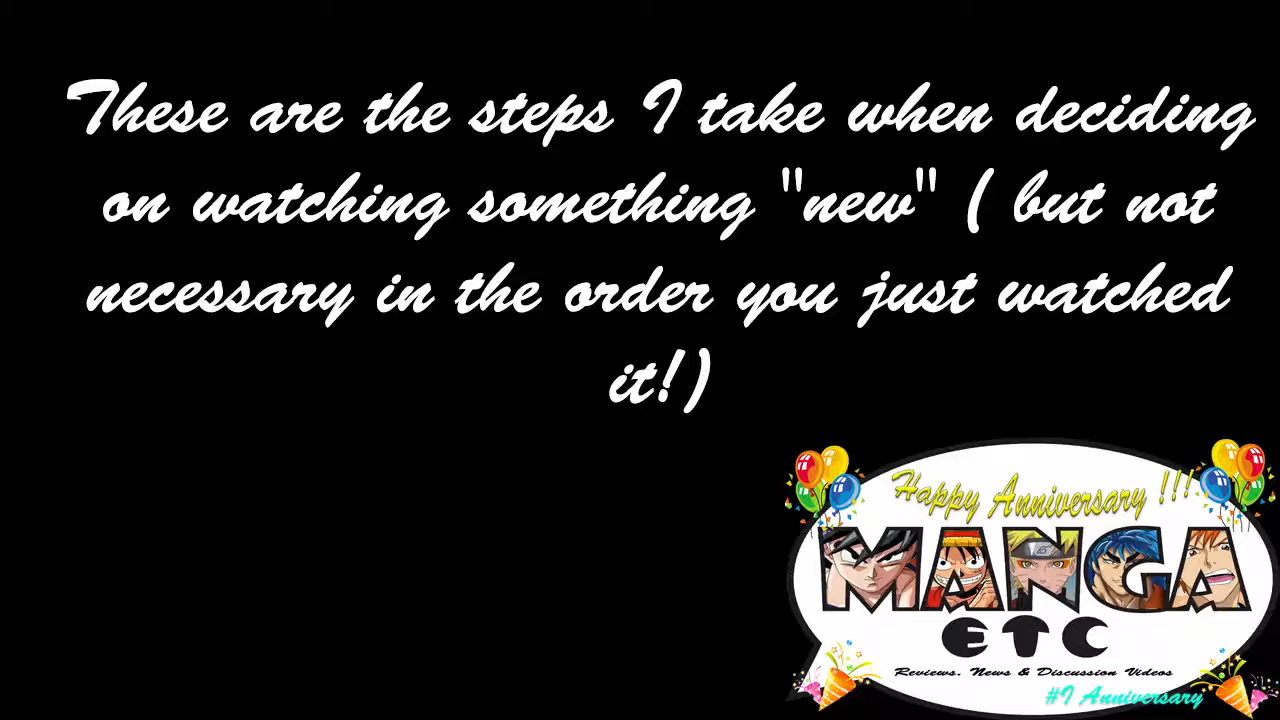 These are the steps I take when deciding
on watching something "new" ( but not
necessary in the order you just watched
it!)
Happy Anniversary !!!
MANGA
ETC
Reviews. News & Discussion Videos
#1 Anniversary